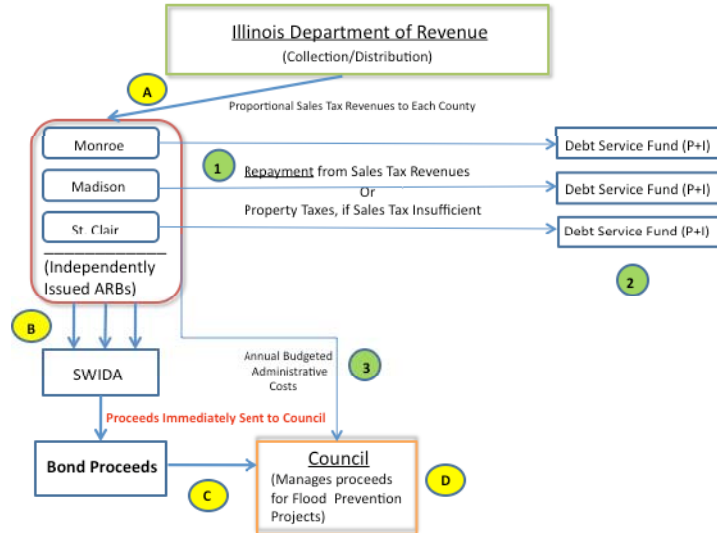 Illinois Department of Revenue
(Collection/Distribution)
A
Proportional Sales Tax Revenues to Each County
Monroe
Madison
St. Clair
(Independently
Issued ARBs)
1
Repayment from Sales Tax Revenues
Or
Property Taxes, if Sales Tax Insufficient
Debt Service Fund (P+I)
Debt Service Fund (P+I)
Debt Service Fund (P+I)
2
B
SWIDA
Annual Budgeted
Administrative
Costs
3
Proceeds Immediately Sent to Council
Bond Proceeds
C
Council
(Manages proceeds
for Flood Prevention
Projects)
D